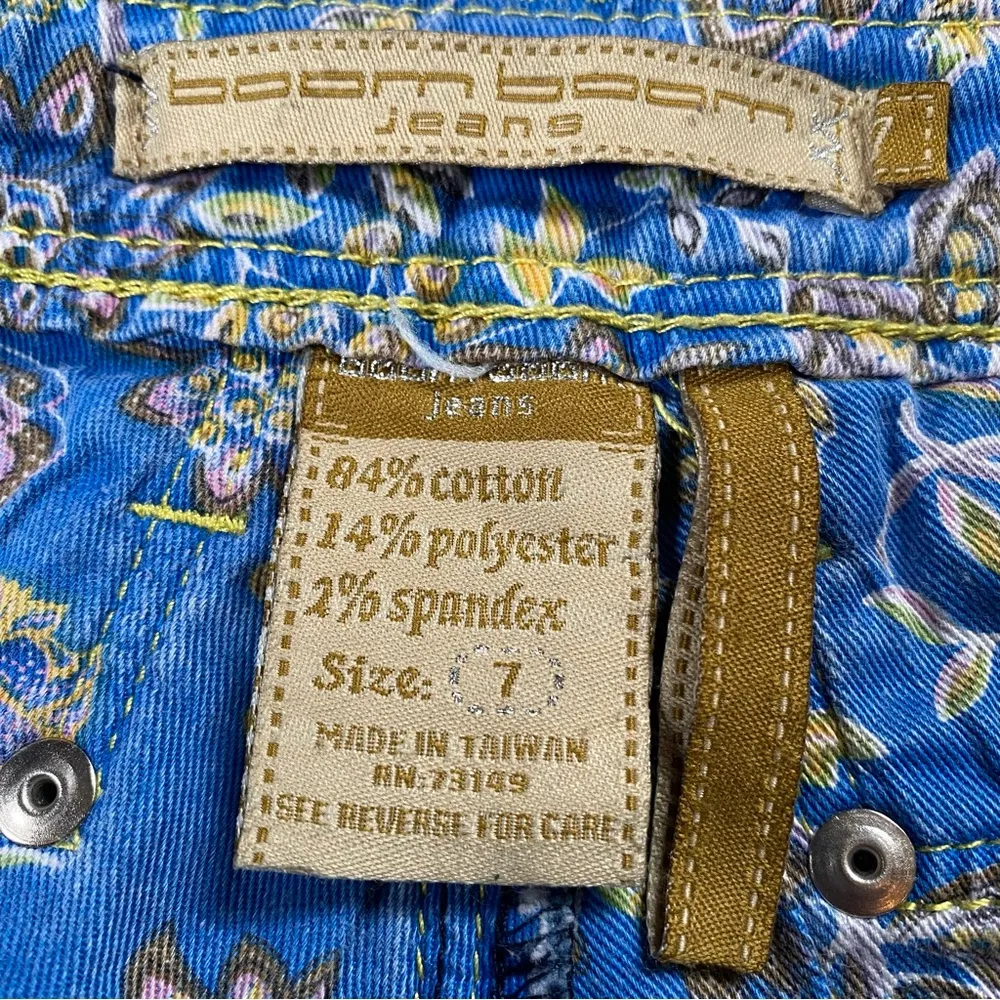 boom boom
jeans
7
jeans
84% cotton
14% polyester
2% spandex
Size: 7
MADE IN TAIWAN
RN:73149
SEE REVERSE FOR CARE